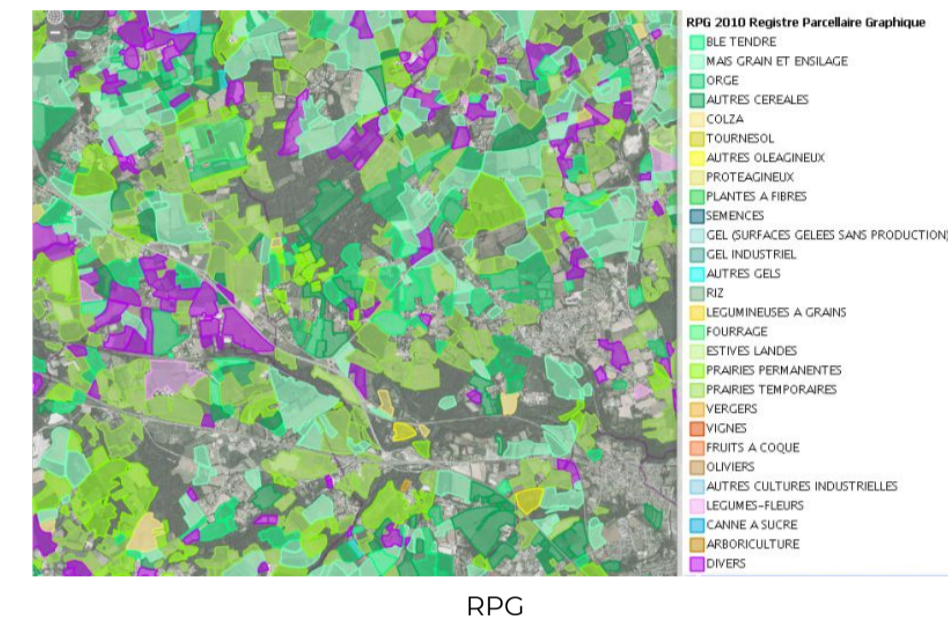 RPG 2010 Registre Parcellaire Graphique
BLE TENDRE
MAIS GRAIN ET ENSILAGE
ORGE
AUTRES CEREALES
COLZA
TOURNESOL
AUTRES OLEAGINEUX
PROTEAGINEUX
PLANTES A FIBRES
SEMENCES
GEL (SURFACES GELEES SANS PRODUCTION)
GEL INDUSTRIEL
AUTRES GELS
RIZ
LEGUMINEUSES A GRAINS
FOURRAGE
ESTIVES LANDES
PRAIRIES PERMANENTES
PRAIRIES TEMPORAIRES
VERGERS
VIGNES
FRUITS A COQUE
OLIVIERS
AUTRES CULTURES INDUSTRIELLES
LEGUMES-FLEURS
CANNE A SUCRE
ARBORICULTURE
DIVERS
RPG